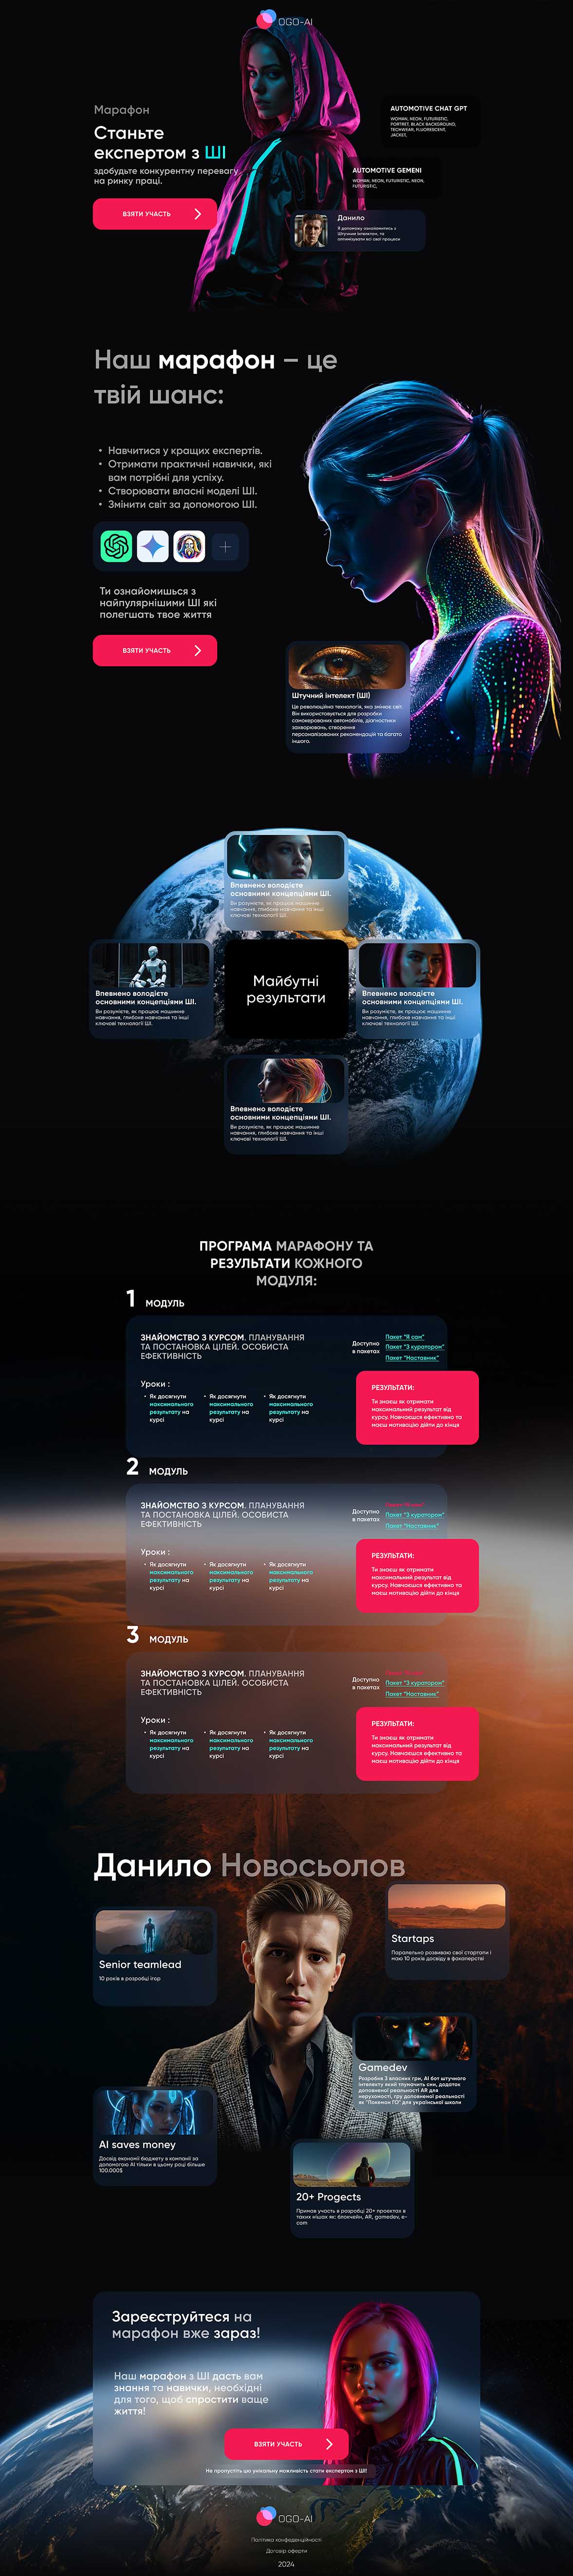 OGO-AI
Марафон
Станьте
експертом з ШІ
здобудьте конкурентну перевагу
на ринку праці.
ВЗЯТИ УЧАСТЬ
AUTOMOTIVE CHAT GPT
WOMAN, NEON, FUTURISTIC,
PORTRET, BLACK BACKGROUND,
TECHWEAR, FLUORESCENT,
JACKET,
AUTOMOTIVE GEMENI
WOMAN, NEON, FUTURISTIC, NEON,
FUTURISTIC,
Данило
Я допоможу ознайомитись з
Штучним інтелектом, та
оптимізувати всі свої процеси
Наш марафон – це
твій шанс:
• Навчитися у кращих експертів.
• Отримати практичні навички, які
вам потрібні для успіху.
• Створювати власні моделі ШІ.
• Змінити світ за допомогою ШІ.
Ти ознайомишься з
найпулярнішими ШІ які
полегшать твое життя
ВЗЯТИ УЧАСТЬ
Штучний інтелект (ШІ)
Це революційна технологія, яка змінює світ.
Він використовується для розробки
самокерованих автомобілів, діагностики
захворювань, створення
персоналізованих рекомендацій та багато
іншого.
Впевнено володієте
основними концепціями ШІ.
Ви розумієте, як працює машинне
навчання, глибоке навчання та інші
ключові технології ШІ.
Впевнено володієте
основними концепціями ШІ.
Ви розумієте, як працює машинне
навчання, глибоке навчання та інші
ключові технології ШІ.
Майбутні
результати
Впевнено володієте
основними концепціями ШІ.
Ви розумієте, як працює машинне
навчання, глибоке навчання та інші
ключові технології ШІ.
Впевнено володієте
основними концепціями ШІ.
Ви розумієте, як працює машинне
навчання, глибоке навчання та інші
ключові технології ШІ.
ПРОГРАМА МАРАФОНУ ТА
РЕЗУЛЬТАТИ КОЖНОГО
МОДУЛЯ:
1 МОДУЛЬ
ЗНАЙОМСТВО З КУРСОМ. ПЛАНУВАННЯ
ТА ПОСТАНОВКА ЦІЛЕЙ. ОСОБИСТА
ЕФЕКТИВНІСТЬ
Доступно
в пакетах
Пакет "Я сам"
Пакет "З куратором"
Пакет "Наставник"
Уроки :
• Як досягнути
максимального
результату на
курсі
• Як досягнути
максимального
результату на
курсі
• Як досягнути
максимального
результату на
курсі
РЕЗУЛЬТАТИ:
Ти знаєш як отримати
максимальний результат від
курсу. Навчаєшся ефективно та
маєш мотивацію дійти до кінця
2 МОДУЛЬ
ЗНАЙОМСТВО З КУРСОМ. ПЛАНУВАННЯ
ТА ПОСТАНОВКА ЦІЛЕЙ. ОСОБИСТА
ЕФЕКТИВНІСТЬ
Доступно
в пакетах
Пакет "З куратором"
Пакет "Наставник"
Уроки :
• Як досягнути
максимального
результату на
курсі
• Як досягнути
максимального
результату на
курсі
• Як досягнути
максимального
результату на
курсі
РЕЗУЛЬТАТИ:
Ти знаєш як отримати
максимальний результат від
курсу. Навчаєшся ефективно та
маєш мотивацію дійти до кінця
3 МОДУЛЬ
ЗНАЙОМСТВО З КУРСОМ. ПЛАНУВАННЯ
ТА ПОСТАНОВКА ЦІЛЕЙ. ОСОБИСТА
ЕФЕКТИВНІСТЬ
Доступно
в пакетах
Пакет "З куратором"
Пакет "Наставник"
Уроки :
• Як досягнути
максимального
результату на
курсі
• Як досягнути
максимального
результату на
курсі
• Як досягнути
максимального
результату на
курсі
РЕЗУЛЬТАТИ:
Ти знаєш як отримати
максимальний результат від
курсу. Навчаєшся ефективно та
маєш мотивацію дійти до кінця
Данило Новосьолов
Senior teamlead
10 років в розробці ігор
Startaps
Паралельно розвиваю свої стартапи і
маю 10 років досвіду в факаперстві
Gamedev
Розробив 3 власних гри, AI бот штучного
інтелекту який тлумачить сни, додаток
доповненої реальності AR для
нерухомості, гру доповненої реальності
як "Покемон ГО" для української школи
AI saves money
Досвід економії бюджету в компанії за
допомогою AI тільки в цьому році більше
100.000$
20+ Progects
Приймав участь в розробці 20+ проектах в
таких нішах як: блокчейн, AR, gamedev, e-
com
Зареєструйтеся на
марафон вже зараз!
Наш марафон з ШІ дасть вам
знання та навички, необхідні
для того, щоб спростити ваше
життя!
ВЗЯТИ УЧАСТЬ
Не пропустіть цю унікальну можливість стати експертом з ШІ!
OGO-AI
Політика конфеденційності
Договір оферти
2024